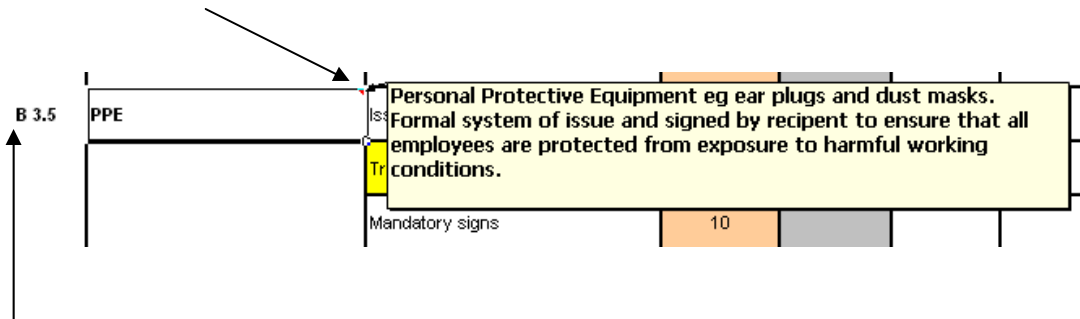 B 3.5 PPE
Personal Protective Equipment eg ear plugs and dust masks.
Formal system of issue and signed by recipent to ensure that all
employees are protected from exposure to harmful working
conditions.
Mandatory signs 10